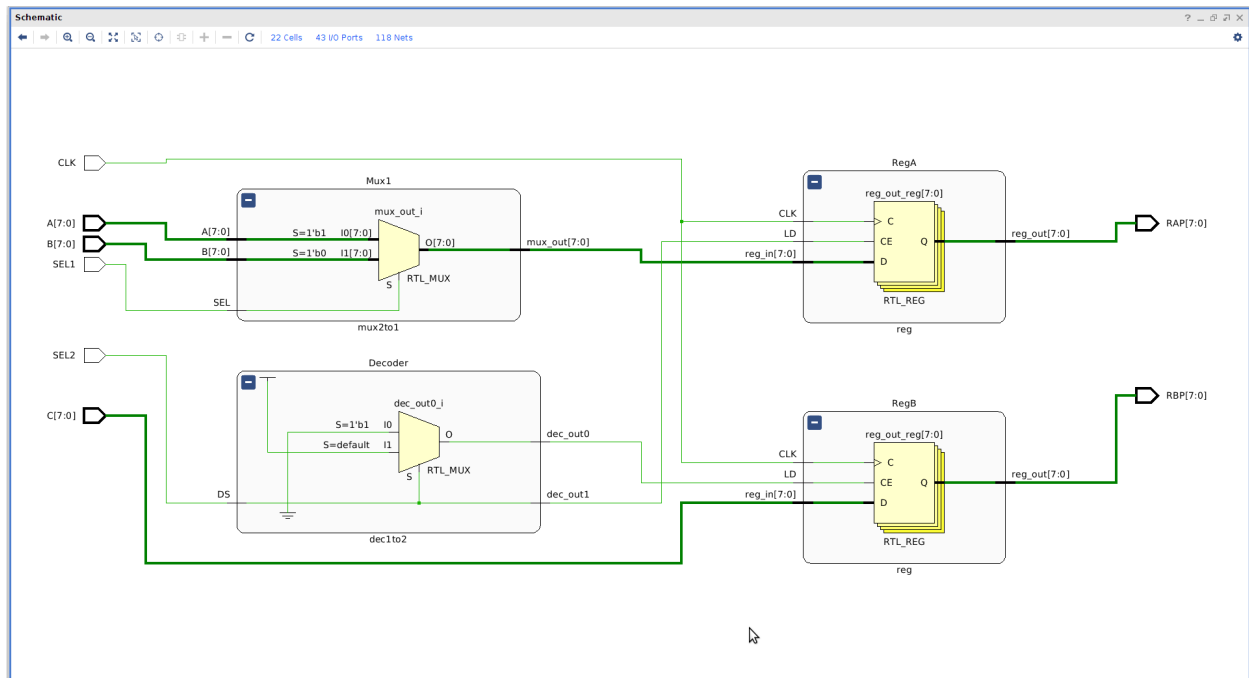 Schematic
22 Cells 43 I/O Ports 118 Nets
CLK
Mux1
RegA
A[7:0]
B[7:0]
SEL1
A[7:0]
B[7:0]
S=1'b1 I0[7:0]
S=1'b0 I1[7:0]
mux_out_i
O[7:0]
S
RTL_MUX
SEL
mux2to1
mux_out[7:0]
CLK
LD
reg_in[7:0]
reg_out_reg[7:0]
C
CE
Q
D
RTL_REG
reg
reg_out[7:0]
RAP[7:0]
SEL2
C[7:0]
Decoder
dec_out0_i
S=1'b1 I0
S=default I1
O
S
RTL_MUX
DS
dec1to2
dec_out0
dec_out1
RegB
CLK
LD
reg_in[7:0]
reg_out_reg[7:0]
C
CE
Q
D
RTL_REG
reg
reg_out[7:0]
RBP[7:0]